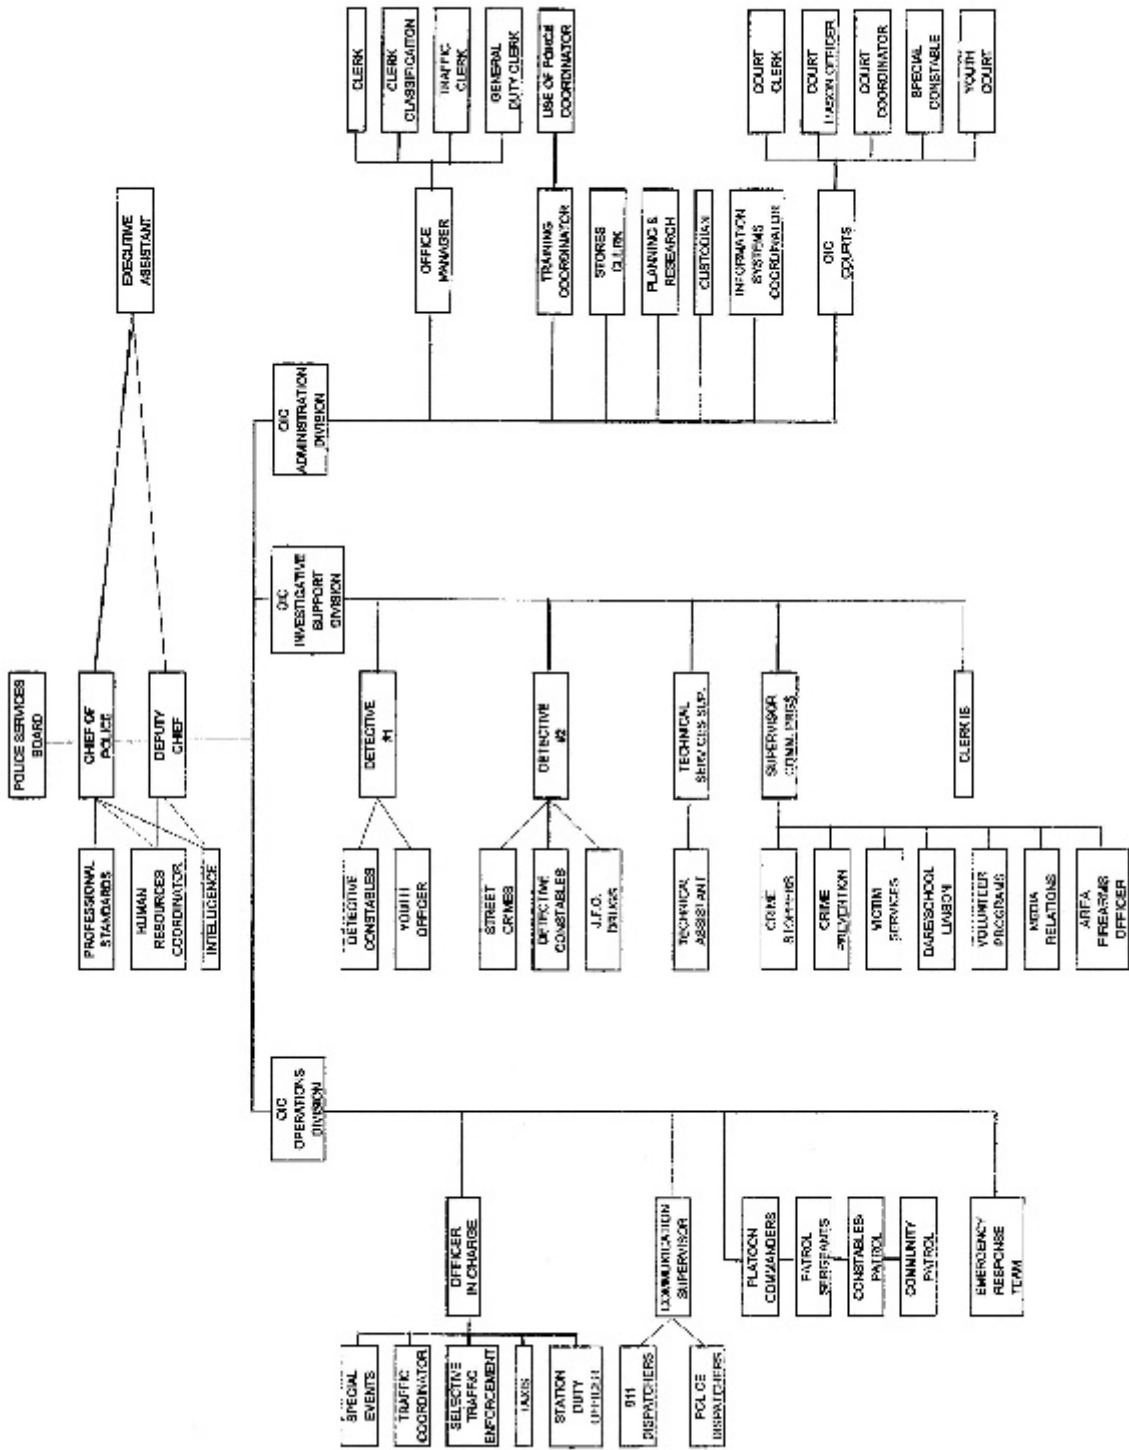 POLICE SERVICES
BOARD
CHIEF OF
POLICE
DEPUTY
CHIEF
EXECUTIVE
ASSISTANT
PROFESSIONAL
STANDARDS
HUMAN
RESOURCES
COORDINATOR
INTELLIGENCE
OIC
OPERATIONS
DIVISION
OIC
INVESTIGATIVE
SUPPORT
DIVISION
OIC
ADMINISTRATION
DIVISION
OFFICER
IN CHARGE
SPECIAL
EVENTS
TRAFFIC
COORDINATOR
SELECTIVE
TRAFFIC
ENFORCEMENT
TAXIS
STATION
DUTY
OFFICER
COMMUNICATION
SUPERVISOR
911
DISPATCHERS
POLICE
DISPATCHERS
PLATOON
COMMANDERS
PATROL
SERGEANTS
CONSTABLES
PATROL
COMMUNITY
PATROL
EMERGENCY
RESPONSE
TEAM
DETECTIVE
#1
DETECTIVE
CONSTABLES
YOUTH
OFFICER
DETECTIVE
#2
STREET
CRIMES
DETECTIVE
CONSTABLES
J.F.O.
DRUGS
TECHNICAL
SERVICES SUP.
TECHNICAL
ASSISTANT
SUPERVISOR
COMM.
CRIME
STOPPERS
CRIME
PREVENTION
VICTIM
SERVICES
DARE/SCHOOL
LIAISON
VOLUNTEER
PROGRAMS
MEDIA
RELATIONS
AREA
FIREARMS
OFFICER
CLERK
OFFICE
MANAGER
CLERK
CLERK
CLASSIFICAITON
TRAFFIC
CLERK
GENERAL
DUTY CLERK
TRAINING
COORDINATOR
USE OF FORCE
COORDINATOR
STORES
CLERK
PLANNING &
RESEARCH
CUSTODIAN
INFORMATION
SYSTEMS
COORDINATOR
OIC
COURTS
COURT
CLERK
COURT
LIAISON OFFICER
COURT
COORDINATOR
SPECIAL
CONSTABLE
YOUTH
COURT